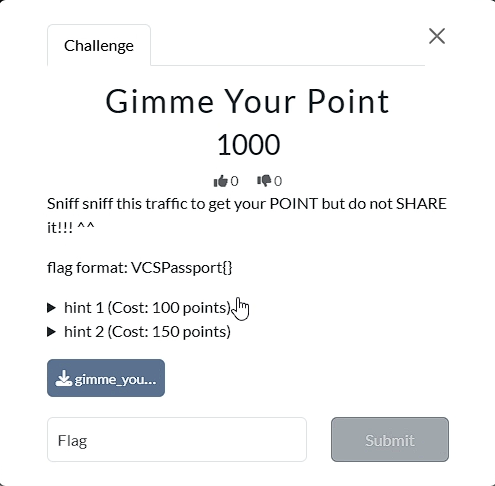 Challenge
Gimme Your Point
1000
0 0
Sniff sniff this traffic to get your POINT but do not SHARE
it!!! ^^
flag format: VCSPassport{}
hint 1 (Cost: 100 points)
hint 2 (Cost: 150 points)
gimme_you...
Flag
Submit